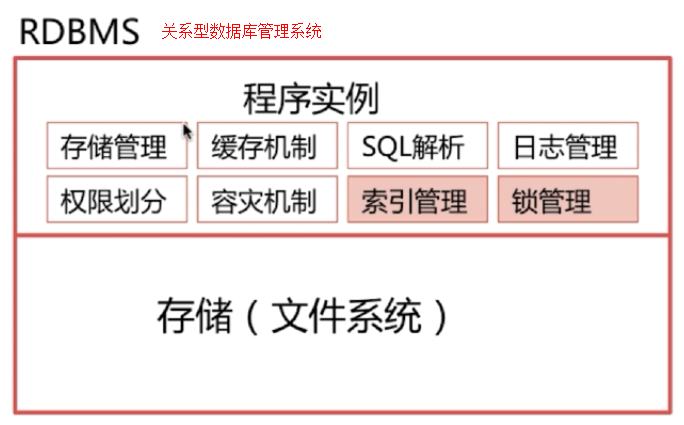 RDBMS 关系型数据库管理系统
程序实例
存储管理 缓存机制 SQL解析 日志管理
权限划分 容灾机制 索引管理 锁管理
存储（文件系统）